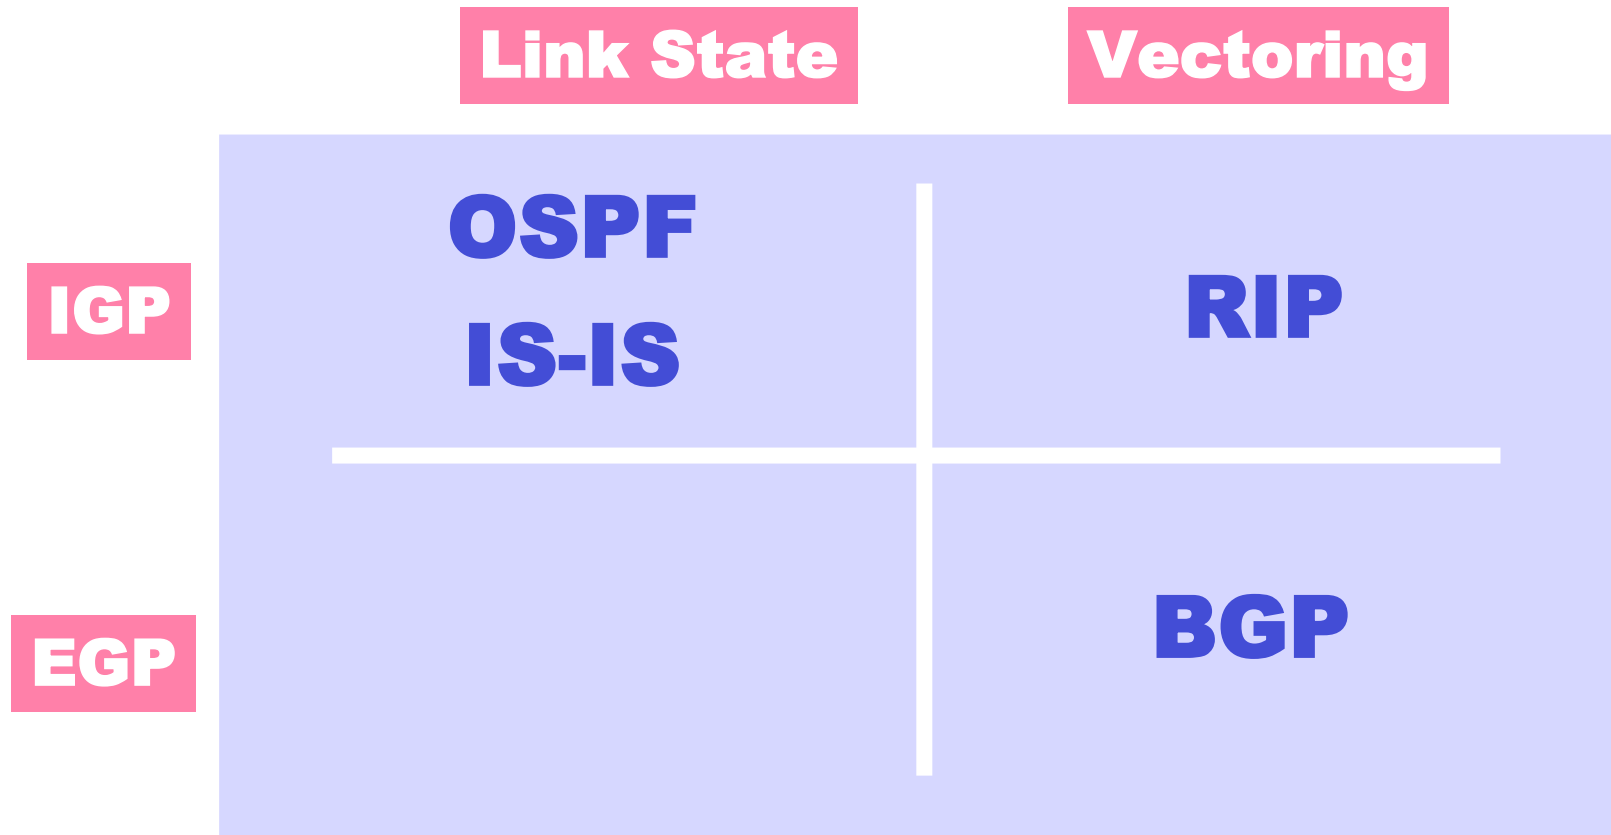 Link State
Vectoring
IGP
OSPF
IS-IS
RIP
EGP
BGP